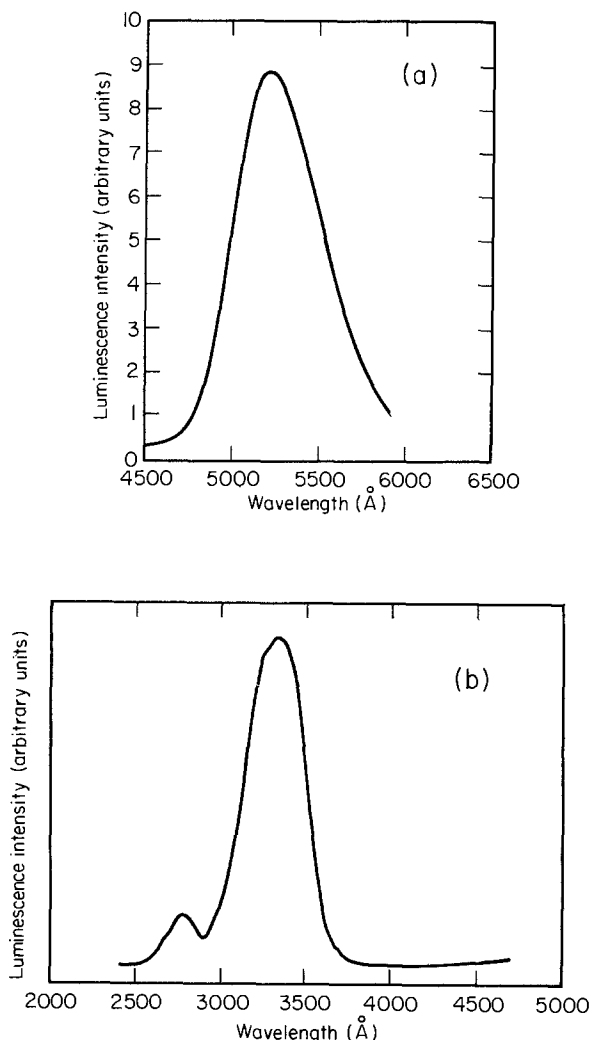 10
9
(a)
8
7
6
5
4
3
2
1
0
Luminescence intensity (arbitrary units)
4500 5000 5500 6000 6500
Wavelength (Å)
(b)
Luminescence intensity (arbitrary units)
2000 2500 3000 3500 4000 4500 5000
Wavelength (Å)